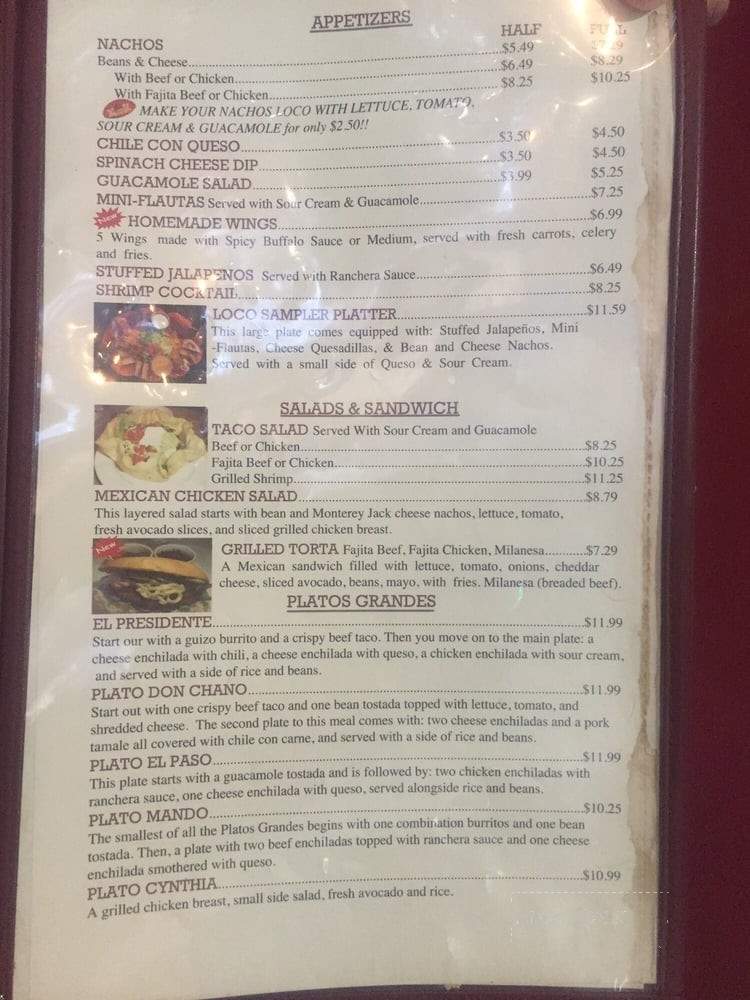 APPETIZERS
HALF FULL
NACHOS
Beans & Cheese $5.49 $7.29
With Beef or Chicken $6.49 $8.29
With Fajita Beef or Chicken $8.25 $10.25
MAKE YOUR NACHOS LOCO WITH LETTUCE, TOMATO,
SOUR CREAM & GUACAMOLE for only $2.50!!
CHILE CON QUESO $3.50 $4.50
SPINACH CHEESE DIP $3.50 $4.50
GUACAMOLE SALAD $3.99 $5.25
MINI-FLAUTAS Served with Sour Cream & Guacamole $7.25
New HOMEMADE WINGS $6.99
5 Wings made with Spicy Buffalo Sauce or Medium, served with fresh carrots, celery
and fries.
STUFFED JALAPENOS Served with Ranchera Sauce $6.49
SHRIMP COCKTAIL $8.25
LOCO SAMPLER PLATTER $11.59
This large plate comes equipped with: Stuffed Jalapeños, Mini
-Flautas, Cheese Quesadillas, & Bean and Cheese Nachos.
Served with a small side of Queso & Sour Cream.
SALADS & SANDWICH
TACO SALAD Served With Sour Cream and Guacamole
Beef or Chicken $8.25
Fajita Beef or Chicken $10.25
Grilled Shrimp $11.25
MEXICAN CHICKEN SALAD $8.79
This layered salad starts with bean and Monterey Jack cheese nachos, lettuce, tomato,
fresh avocado slices, and sliced grilled chicken breast.
New
GRILLED TORTA Fajita Beef, Fajita Chicken, Milanesa $7.29
A Mexican sandwich filled with lettuce, tomato, onions, cheddar
cheese, sliced avocado, beans, mayo, with fries. Milanesa (breaded beef).
PLATOS GRANDES
EL PRESIDENTE $11.99
Start our with a guizo burrito and a crispy beef taco. Then you move on to the main plate: a
cheese enchilada with chili, a cheese enchilada with queso, a chicken enchilada with sour cream,
and served with a side of rice and beans.
PLATO DON CHANO $11.99
Start out with one crispy beef taco and one bean tostada topped with lettuce, tomato, and
shredded cheese. The second plate to this meal comes with: two cheese enchiladas and a pork
tamale all covered with chile con carne, and served with a side of rice and beans.
PLATO EL PASO $11.99
This plate starts with a guacamole tostada and is followed by: two chicken enchiladas with
ranchera sauce, one cheese enchilada with queso, served alongside rice and beans.
PLATO MANDO $10.25
The smallest of all the Platos Grandes begins with one combination burritos and one bean
tostada. Then, a plate with two beef enchiladas topped with ranchera sauce and one cheese
enchilada smothered with queso.
PLATO CYNTHIA $10.99
A grilled chicken breast, small side salad, fresh avocado and rice.